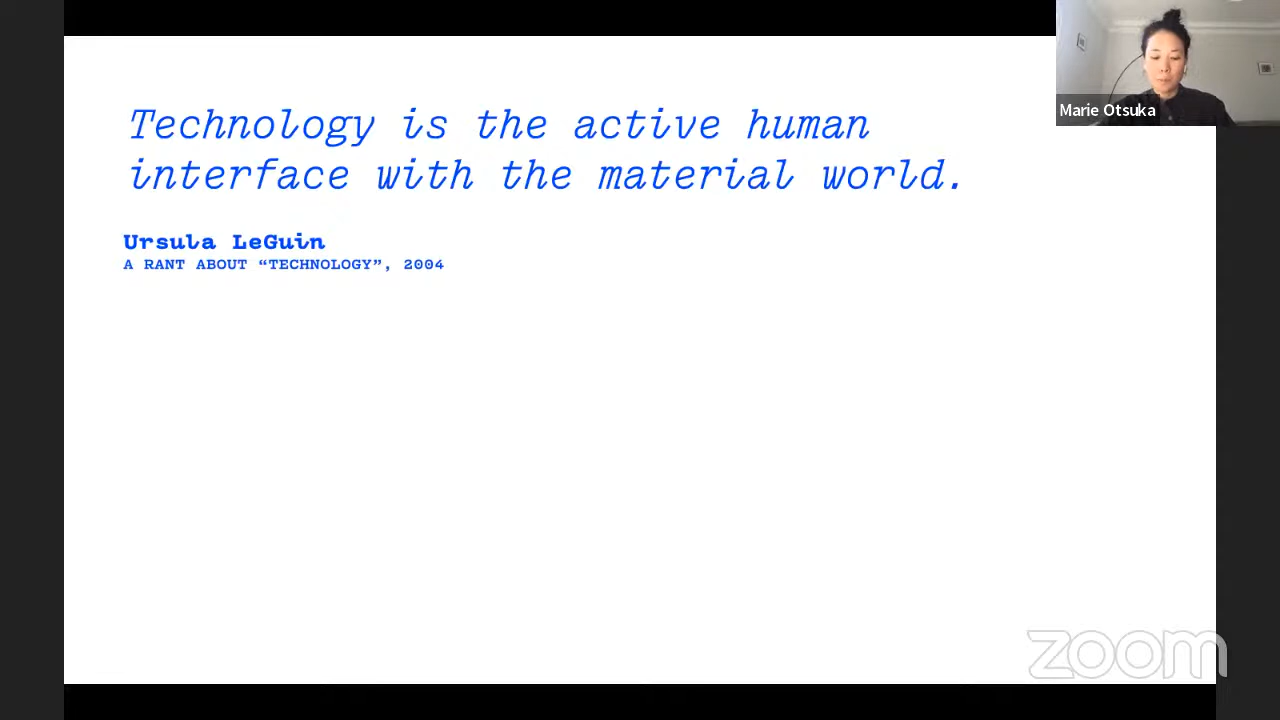 Technology is the active human
interface with the material world.
Ursula LeGuin
A RANT ABOUT “TECHNOLOGY”, 2004
Marie Otsuka
zoom